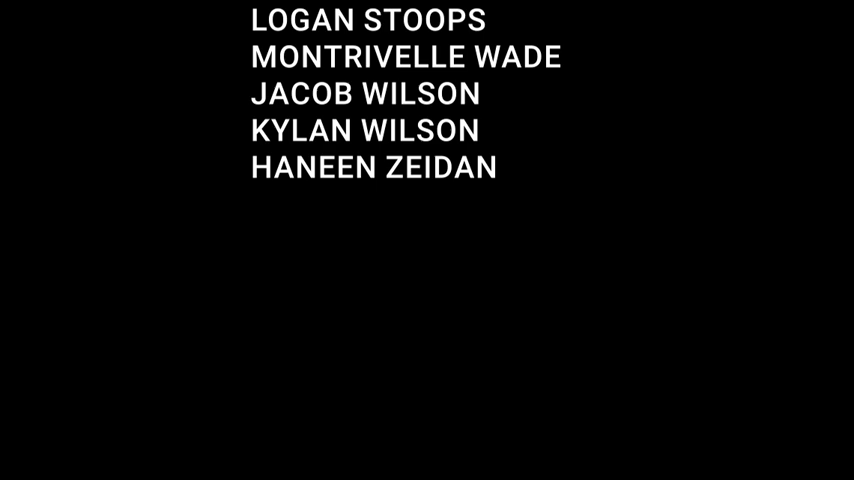 LOGAN STOOPS
MONTRIVELLE WADE
JACOB WILSON
KYLAN WILSON
HANEEN ZEIDAN